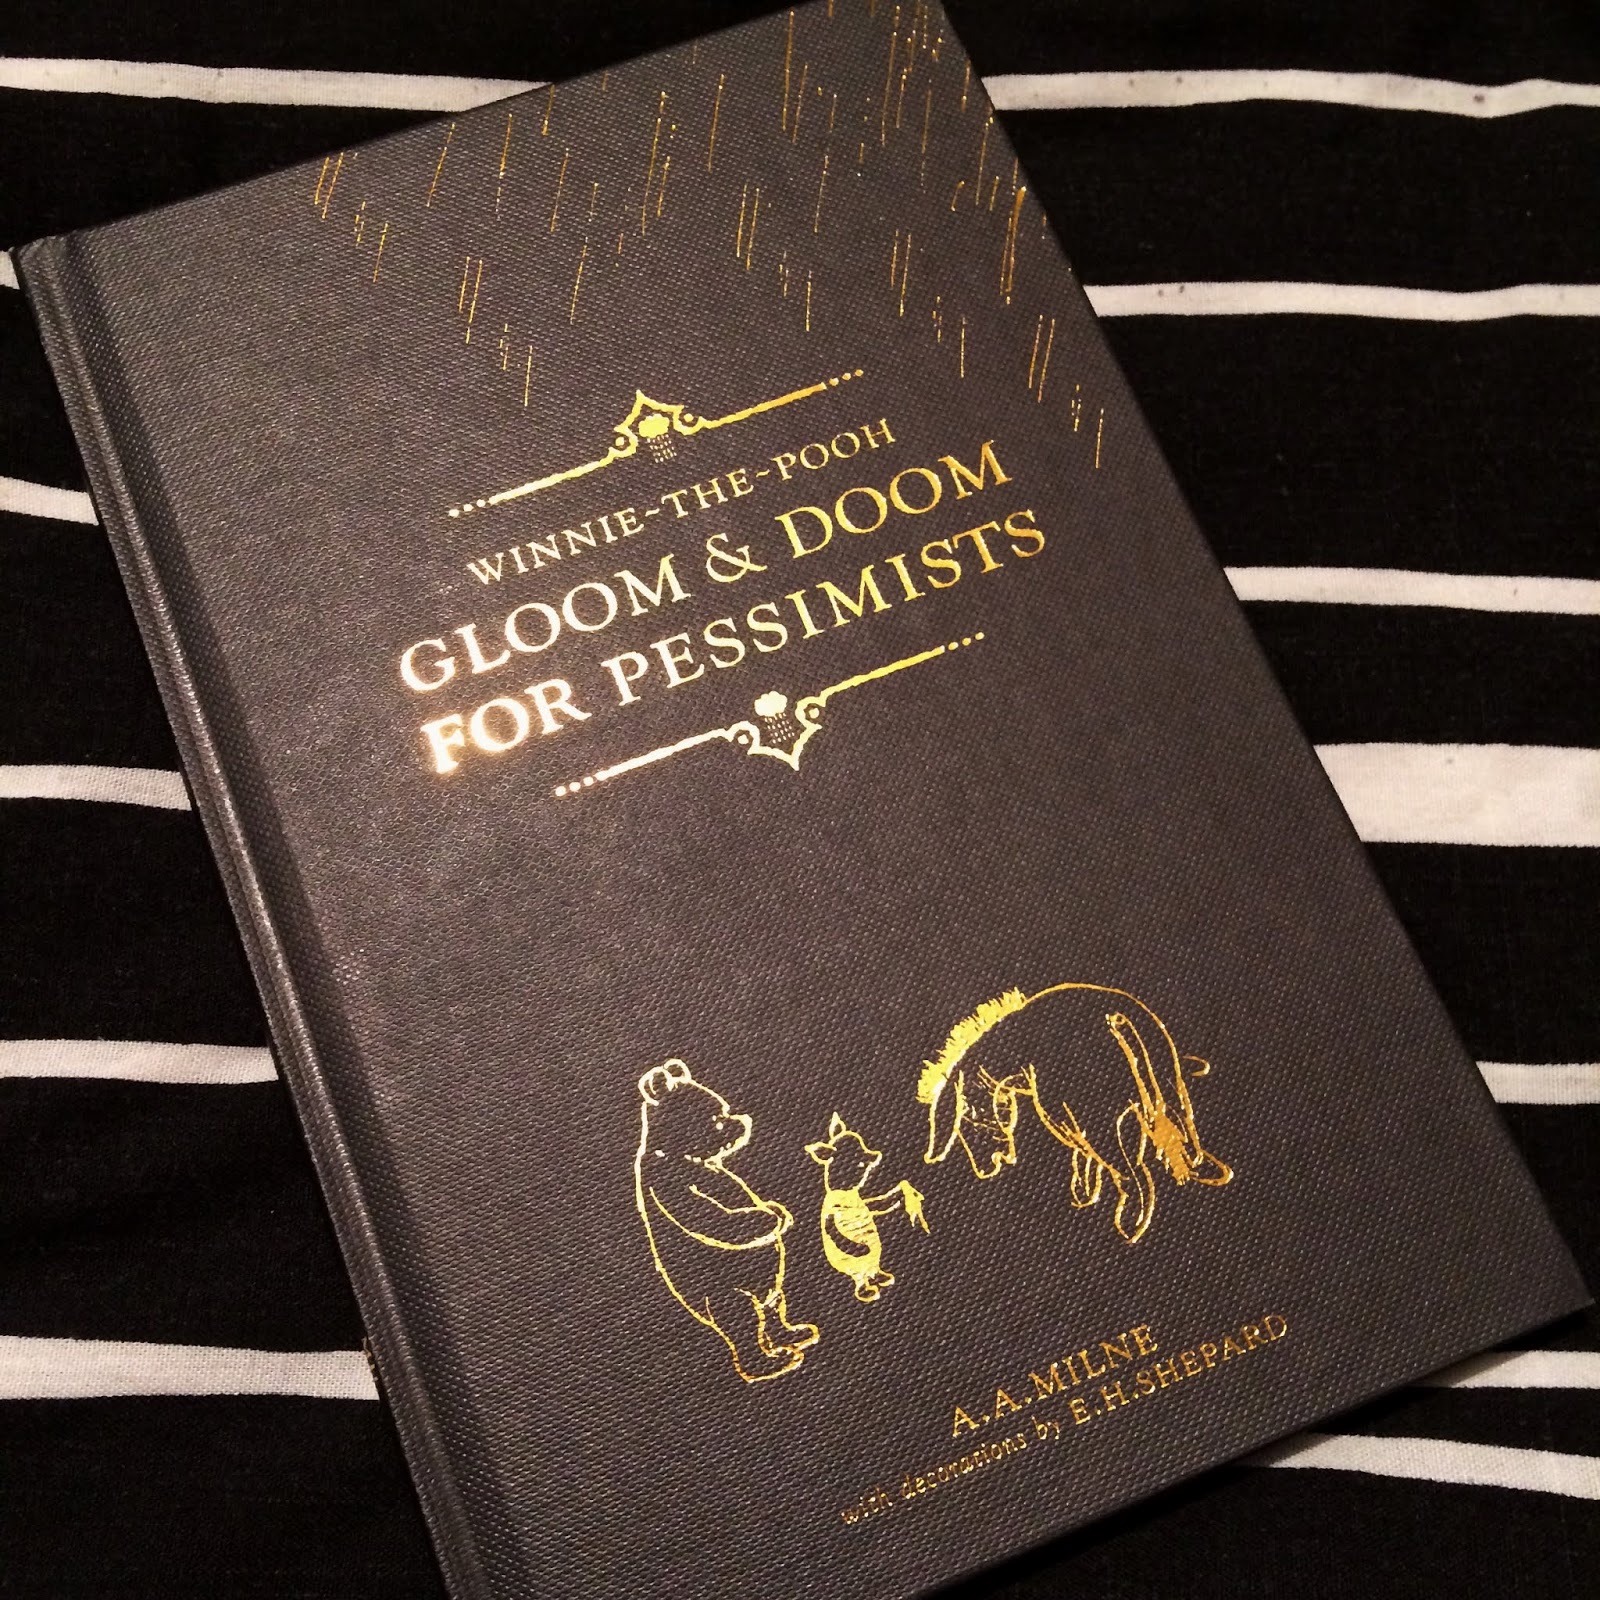 WINNIE~THE~POOH
GLOOM & DOOM
FOR PESSIMISTS
A.A.MILNE
with decorations by E.H.SHEPARD